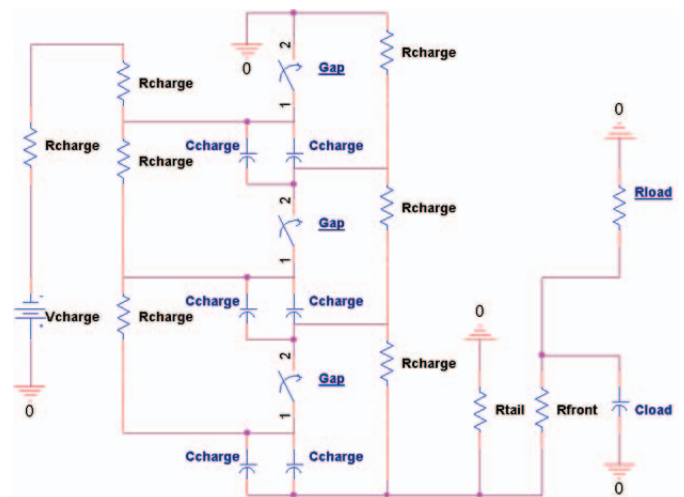 2
0
Gap
Rcharge
1
Rcharge
0
Rcharge
Rcharge
Ccharge
Ccharge
2
Rload
Rcharge
Gap
1
Ccharge
Ccharge
Vcharge
Rcharge
0
2
Rcharge
Gap
0
1
Rtail
Rfront
Cload
Ccharge
Ccharge
0